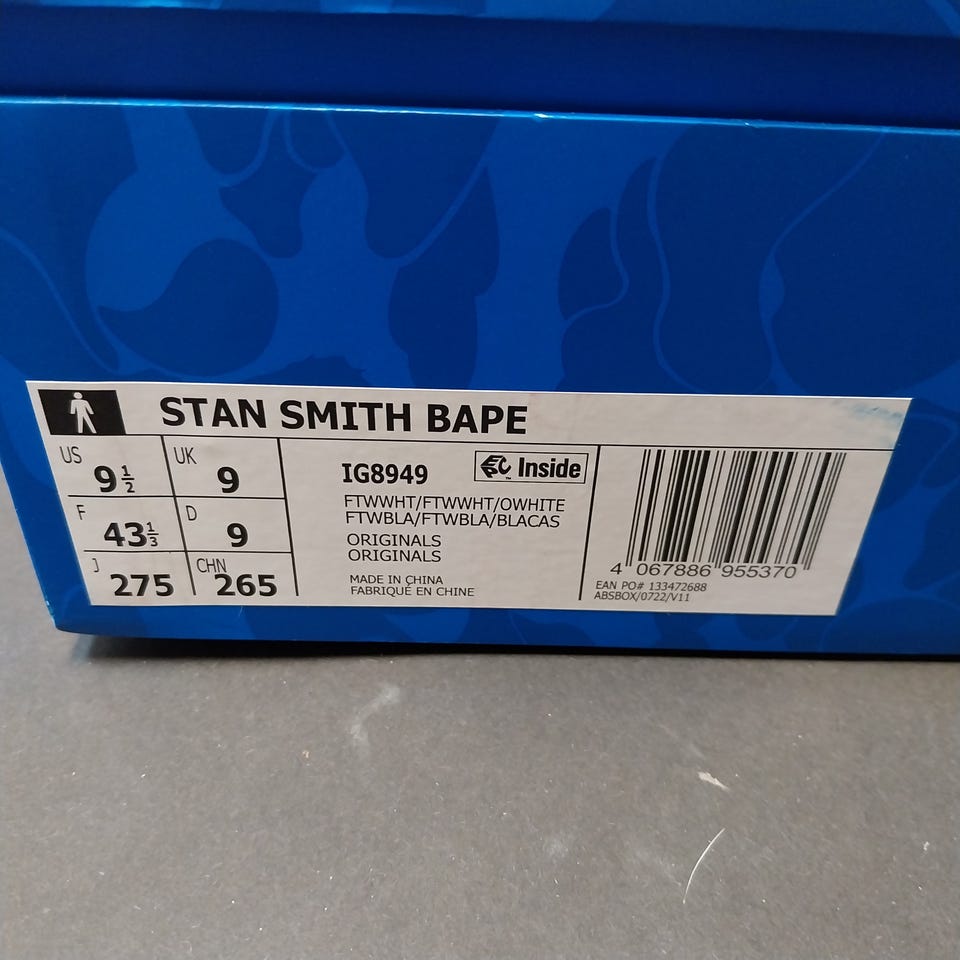 STAN SMITH BAPE
US 9 1/2 UK 9
F 43 1/3 D 9
J 275 CHN 265
IG8949
Inside
FTWWHT/FTWWHT/OWHITE
FTWBLA/FTWBLA/BLACAS
ORIGINALS
ORIGINALS
MADE IN CHINA
FABRIQUÉ EN CHINE
4 067886 955370
EAN PO# 133472688
ABSBOX/0722/V11